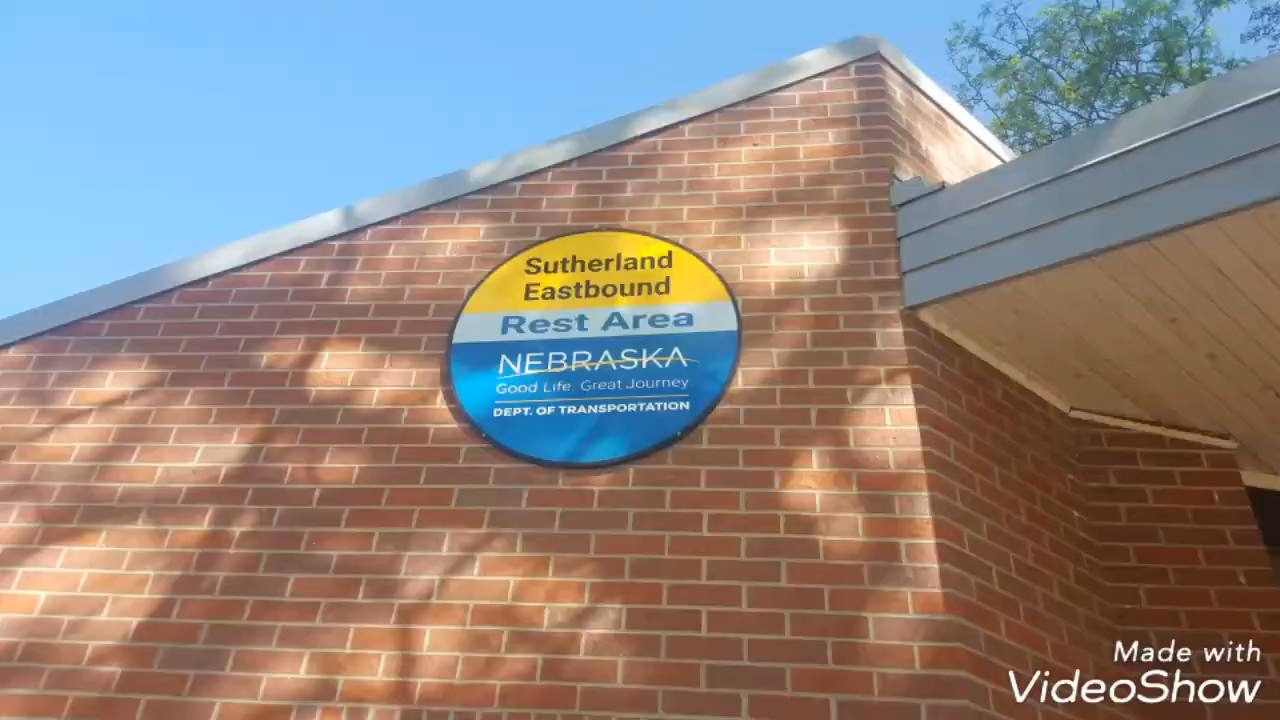 Sutherland
Eastbound
Rest Area
NEBRASKA
Good Life. Great Journey
DEPT. OF TRANSPORTATION
Made with
VideoShow